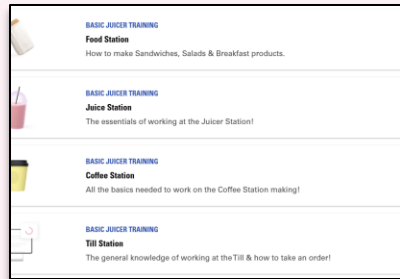 BASIC JUICER TRAINING
Food Station
How to make Sandwiches, Salads & Breakfast products.
BASIC JUICER TRAINING
Juice Station
The essentials of working at the Juicer Station!
BASIC JUICER TRAINING
Coffee Station
All the basics needed to work on the Coffee Station making!
BASIC JUICER TRAINING
Till Station
The general knowledge of working at the Till & how to take an order!